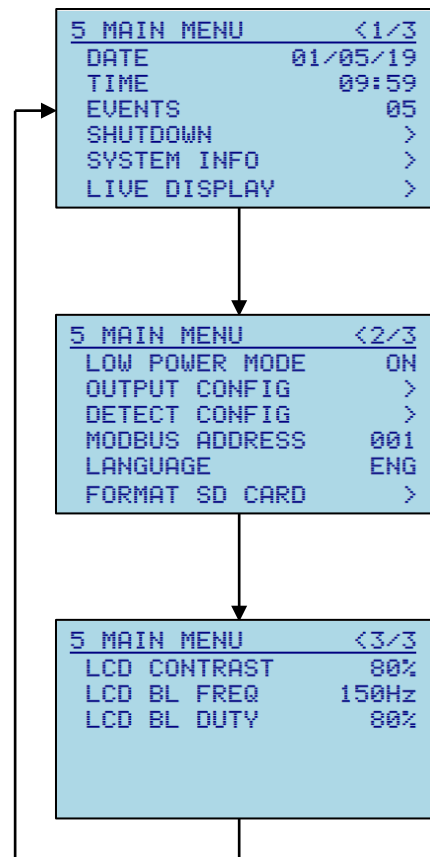 5 MAIN MENU <1/3
DATE 01/05/19
TIME 09:59
EVENTS 05
SHUTDOWN >
SYSTEM INFO >
LIVE DISPLAY >
5 MAIN MENU <2/3
LOW POWER MODE ON
OUTPUT CONFIG >
DETECT CONFIG >
MODBUS ADDRESS 001
LANGUAGE ENG
FORMAT SD CARD >
5 MAIN MENU <3/3
LCD CONTRAST 80%
LCD BL FREQ 150Hz
LCD BL DUTY 80%